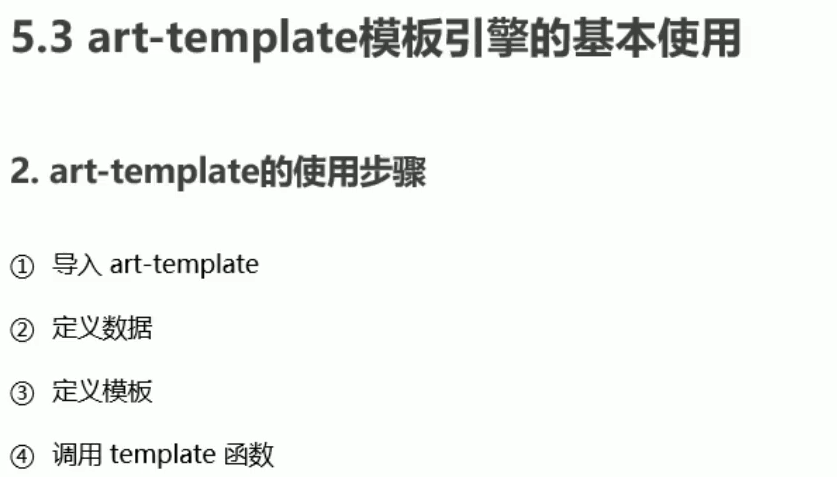 5.3 art-template模板引擎的基本使用
2. art-template的使用步骤
① 导入 art-template
② 定义数据
③ 定义模板
④ 调用 template 函数